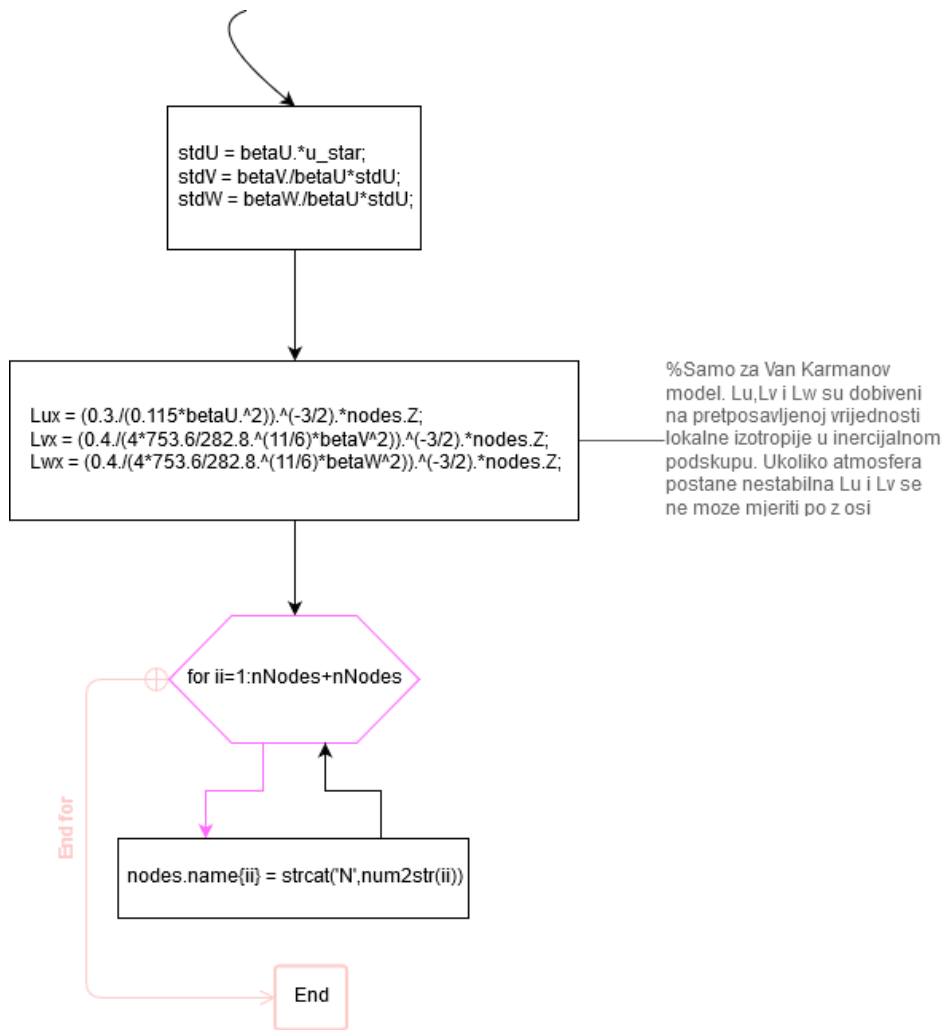 stdU = betaU.*u_star;
stdV = betaV./betaU*stdU;
stdW = betaW./betaU*stdU;
Lux = (0.3./(0.115*betaU.^2)).^(-3/2).*nodes.Z;
Lvx = (0.4./(4*753.6/282.8.^(11/6)*betaV^2)).^(-3/2).*nodes.Z;
Lwx = (0.4./(4*753.6/282.8.^(11/6)*betaW^2)).^(-3/2).*nodes.Z;
%Samo za Van Karmanov
model. Lu,Lv i Lw su dobiveni
na pretposavljenoj vrijednosti
lokalne izotropije u inercijalnom
podskupu. Ukoliko atmosfera
postane nestabilna Lu i Lv se
ne moze mjeriti po z osi
for ii=1:nNodes+nNodes
End for
nodes.name{ii} = strcat('N',num2str(ii))
End